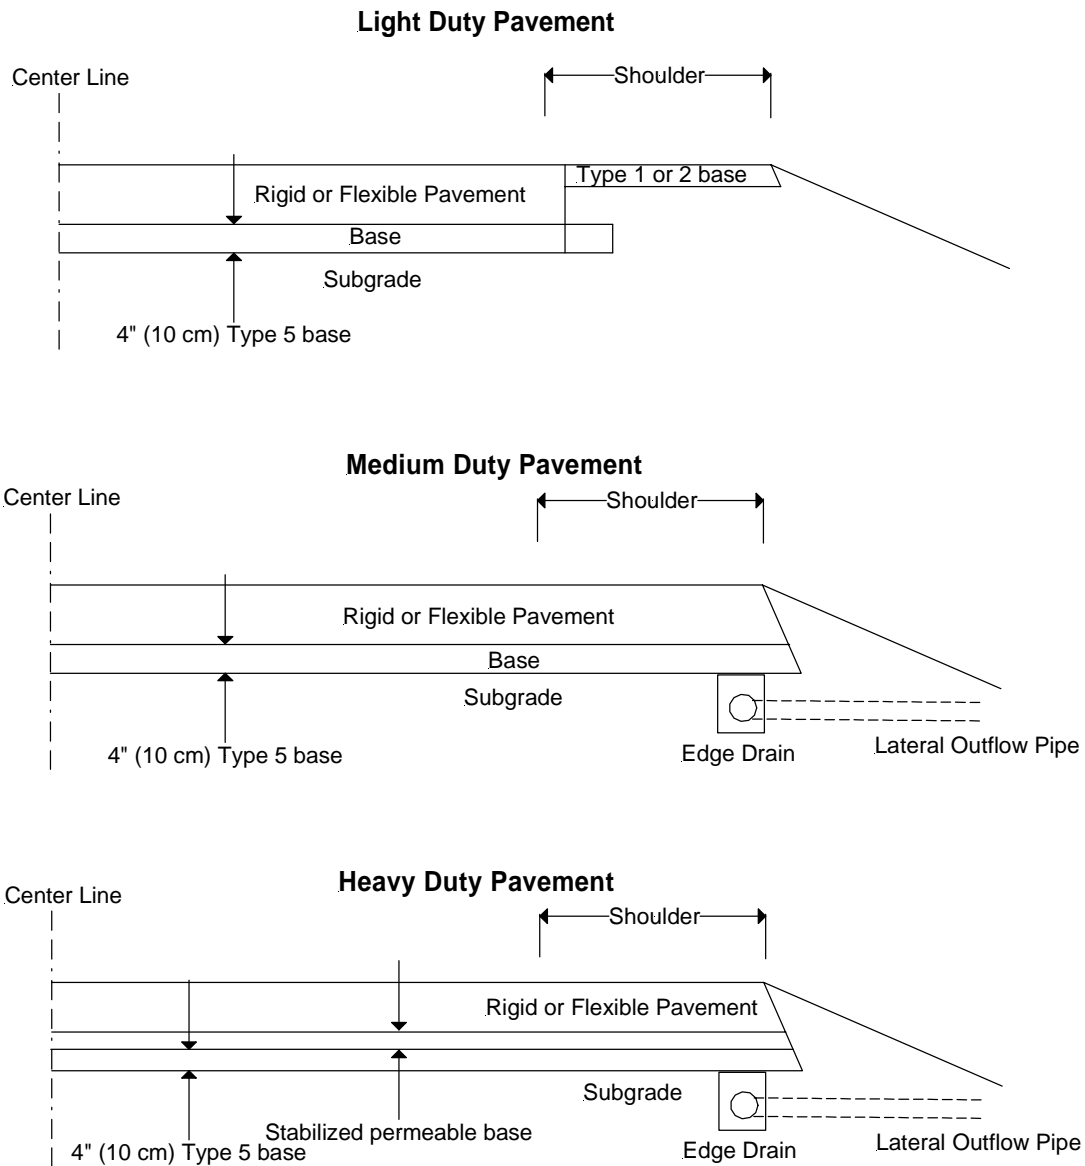 Light Duty Pavement
Center Line
Shoulder
Type 1 or 2 base
Rigid or Flexible Pavement
Base
Subgrade
4" (10 cm) Type 5 base
Medium Duty Pavement
Center Line
Shoulder
Rigid or Flexible Pavement
Base
Subgrade
Edge Drain
Lateral Outflow Pipe
4" (10 cm) Type 5 base
Heavy Duty Pavement
Center Line
Shoulder
Rigid or Flexible Pavement
Subgrade
Stabilized permeable base
4" (10 cm) Type 5 base
Edge Drain
Lateral Outflow Pipe